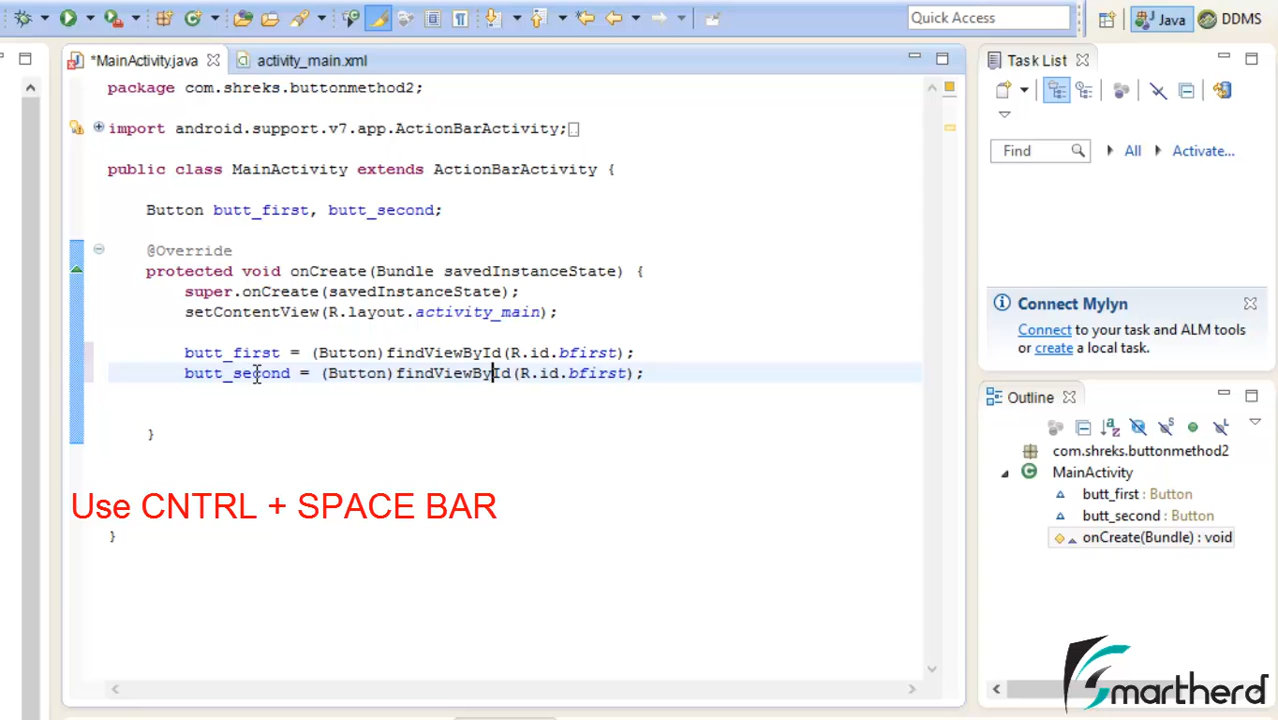 Quick Access
Java
DDMS
*MainActivity.java
activity_main.xml
package com.shreks.buttonmethod2;
import android.support.v7.app.ActionBarActivity;
public class MainActivity extends ActionBarActivity {
Button butt_first, butt_second;
@Override
protected void onCreate(Bundle savedInstanceState) {
super.onCreate(savedInstanceState);
setContentView(R.layout.activity_main);
butt_first = (Button)findViewById(R.id.bfirst);
butt_second = (Button)findViewById(R.id.bfirst);
}
Use CNTRL + SPACE BAR
}
Task List
Find
All
Activate...
Connect Mylyn
Connect to your task and ALM tools
or create a local task.
Outline
com.shreks.buttonmethod2
MainActivity
butt_first : Button
butt_second : Button
onCreate(Bundle) : void
Smartherd